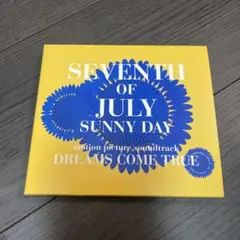 SEVENTH
OF
JULY
SUNNY DAY
motion picture soundtrack
DREAMS COME TRUE